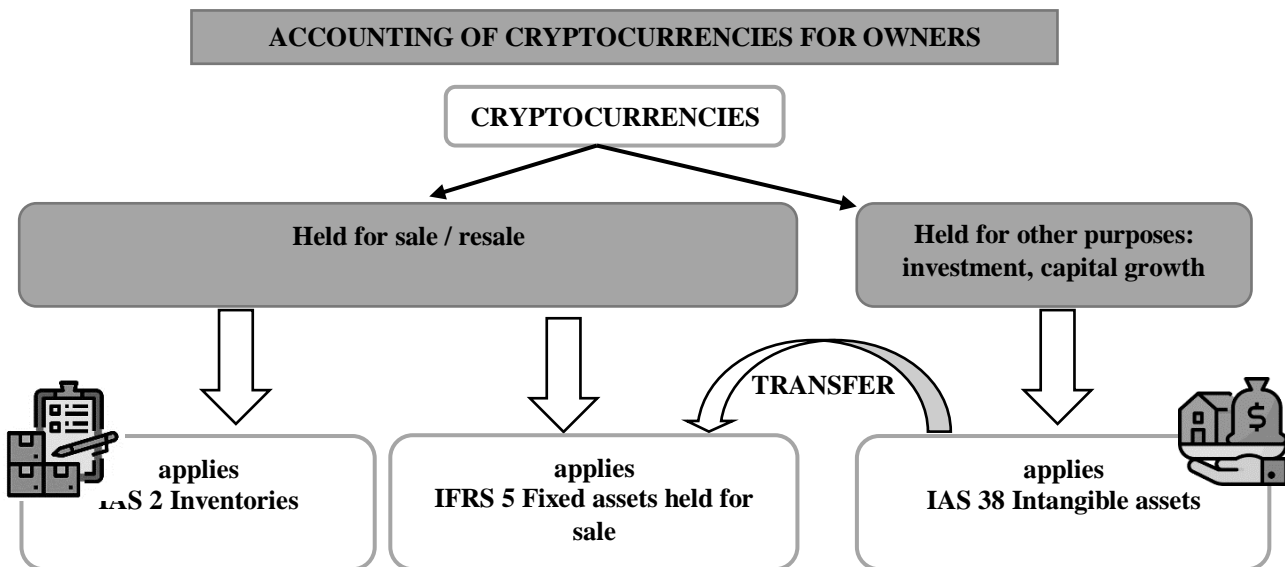 ACCOUNTING OF CRYPTOCURRENCIES FOR OWNERS
CRYPTOCURRENCIES
Held for sale / resale
Held for other purposes:
investment, capital growth
TRANSFER
applies
IAS 2 Inventories
applies
IFRS 5 Fixed assets held for
sale
applies
IAS 38 Intangible assets
$